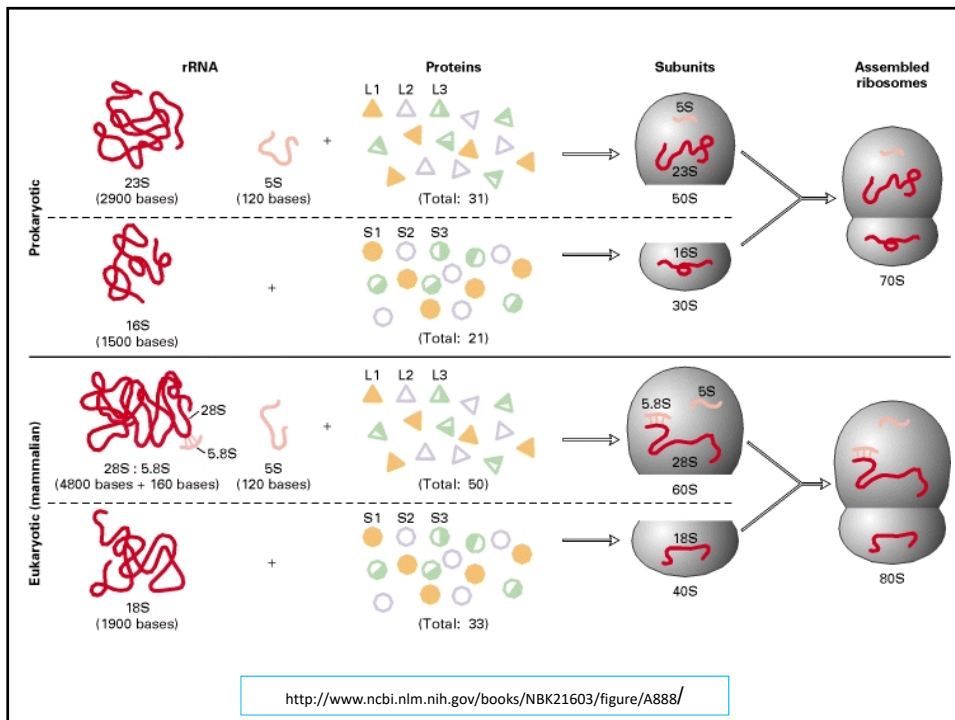 rRNA
Proteins
Subunits
Assembled
ribosomes
Prokaryotic
L1 L2 L3
23S
(2900 bases)
5S
(120 bases)
+
(Total: 31)
5S
23S
50S
S1 S2 S3
16S
(1500 bases)
+
(Total: 21)
16S
30S
70S
Eukaryotic (mammalian)
L1 L2 L3
28S
5.8S
28S : 5.8S
(4800 bases + 160 bases)
5S
(120 bases)
+
(Total: 50)
5.8S
5S
28S
60S
S1 S2 S3
18S
(1900 bases)
+
(Total: 33)
18S
40S
80S
http://www.ncbi.nlm.nih.gov/books/NBK21603/figure/A888/